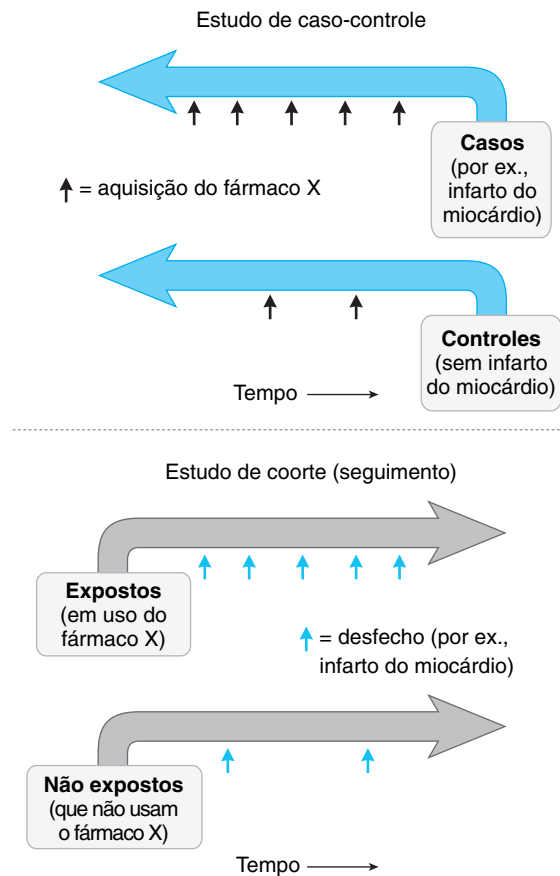 Estudo de caso-controle
Casos
(por ex.,
infarto do
miocárdio)
= aquisição do fármaco X
Controles
(sem infarto
do miocárdio)
Tempo
Estudo de coorte (seguimento)
Expostos
(em uso do
fármaco X)
= desfecho (por ex.,
infarto do miocárdio)
Não expostos
(que não usam
o fármaco X)
Tempo